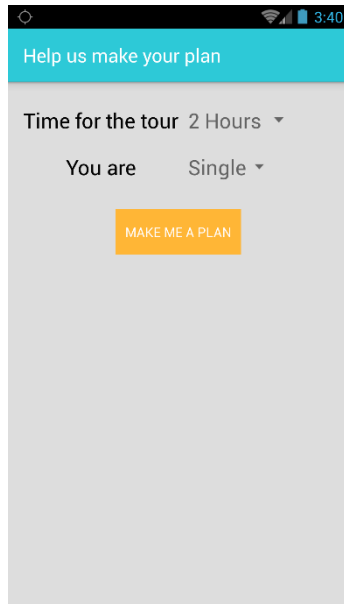 3:40
Help us make your plan
Time for the tour 2 Hours
You are Single
MAKE ME A PLAN